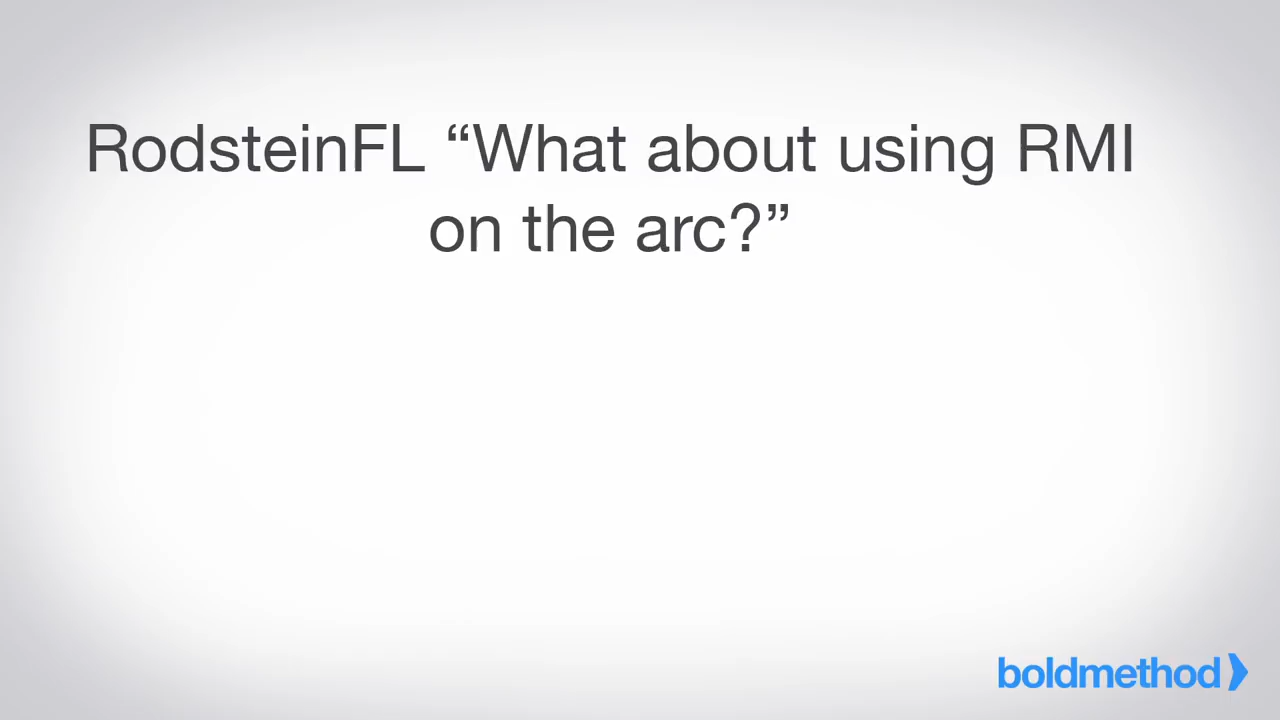 RodsteinFL “What about using RMI
on the arc?”
boldmethod